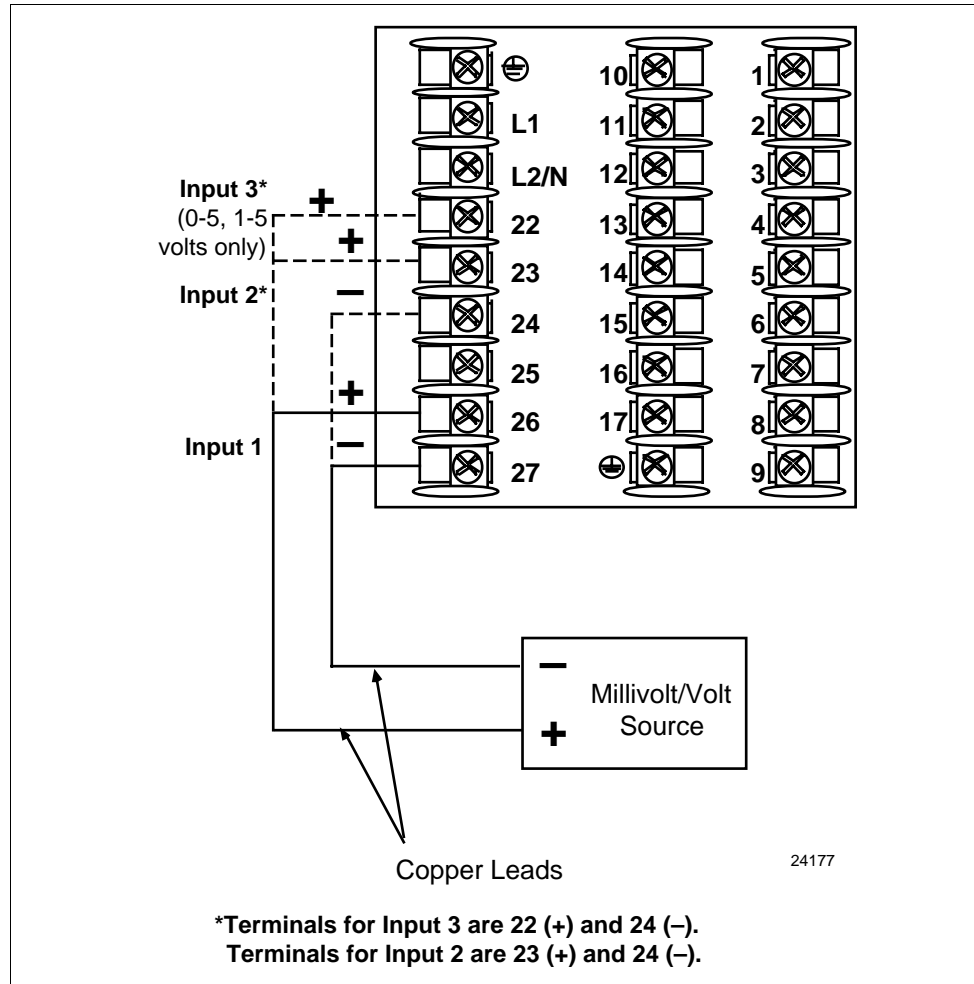 10 1
L1 11 2
L2/N 12 3
Input 3* +
(0-5, 1-5
volts only)
22 13 4
+
23 14 5
Input 2* –
24 15 6
25 16 7
+
26 17 8
Input 1 –
27 9
–
Millivolt/Volt
Source
+
Copper Leads
24177
*Terminals for Input 3 are 22 (+) and 24 (–).
Terminals for Input 2 are 23 (+) and 24 (–).